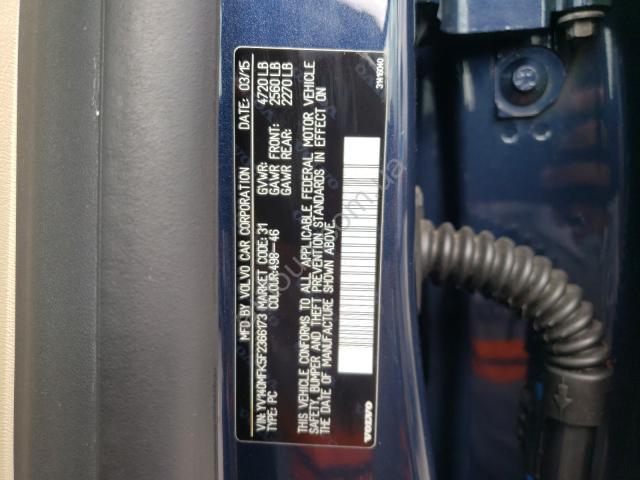 MFD BY VOLVO CAR CORPORATION DATE: 03/15
VIN: YV140MFK5F2366173 MARKET CODE: 31 GVWR: 4720 LB
TYPE: PC COLOUR:498-46 GAWR FRONT: 2560 LB
GAWR REAR: 2270 LB
THIS VEHICLE CONFORMS TO ALL APPLICABLE FEDERAL MOTOR VEHICLE
SAFETY, BUMPER AND THEFT PREVENTION STANDARDS IN EFFECT ON
THE DATE OF MANUFACTURE SHOWN ABOVE
VOLVO
31416040